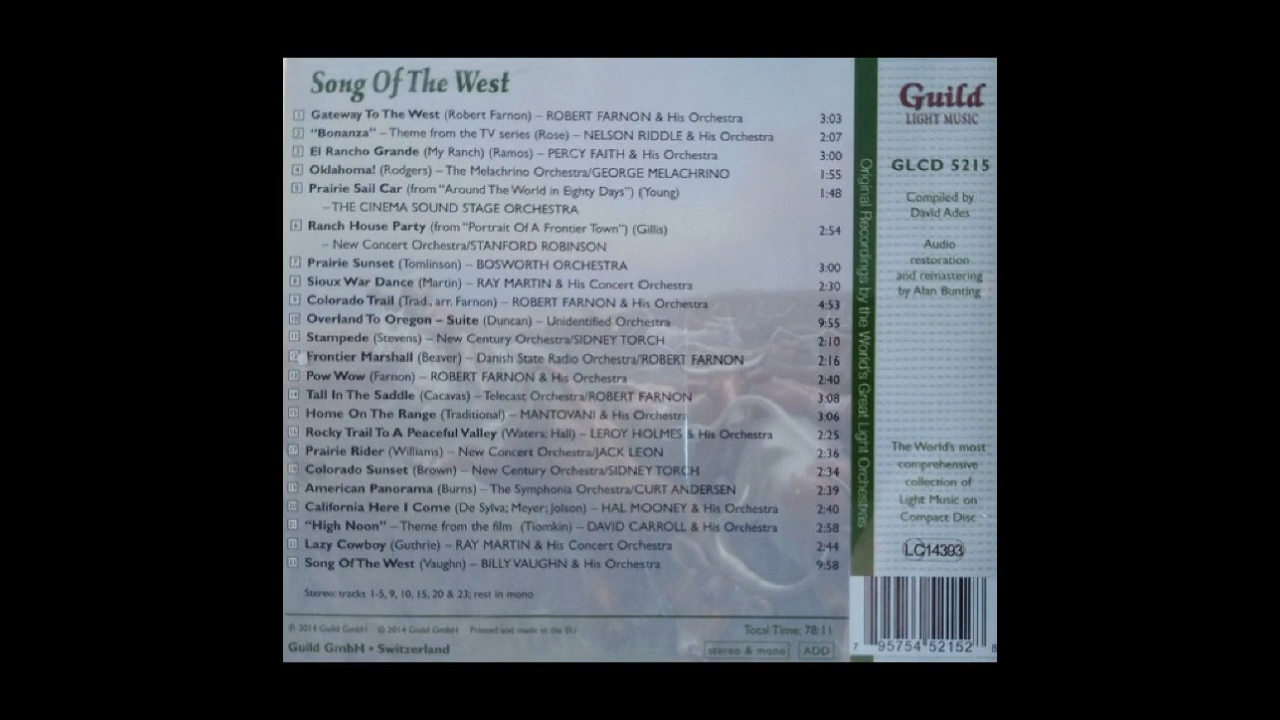 Song Of The West
1 Gateway To The West (Robert Farnon) – ROBERT FARNON & His Orchestra 3:03
2 "Bonanza" – Theme from the TV series (Rose) – NELSON RIDDLE & His Orchestra 2:07
3 El Rancho Grande (My Ranch) (Ramos) – PERCY FAITH & His Orchestra 3:00
4 Oklahoma! (Rodgers) – The Melachrino Orchestra/GEORGE MELACHRINO 1:55
5 Prairie Sail Car (from "Around The World in Eighty Days") (Young) 1:48
– THE CINEMA SOUND STAGE ORCHESTRA
6 Ranch House Party (from "Portrait Of A Frontier Town") (Gillis) 2:54
– New Concert Orchestra/STANFORD ROBINSON
7 Prairie Sunset (Tomlinson) – BOSWORTH ORCHESTRA 3:00
8 Sioux War Dance (Martin) – RAY MARTIN & His Concert Orchestra 2:30
9 Colorado Trail (Trad., arr. Farnon) – ROBERT FARNON & His Orchestra 4:53
10 Overland To Oregon – Suite (Duncan) – Unidentified Orchestra 9:55
11 Stampede (Stevens) – New Century Orchestra/SIDNEY TORCH 2:10
12 Frontier Marshall (Beaver) – Danish State Radio Orchestra/ROBERT FARNON 2:16
13 Pow Wow (Farnon) – ROBERT FARNON & His Orchestra 2:40
14 Tall In The Saddle (Cacavas) – Telecast Orchestra/ROBERT FARNON 3:08
15 Home On The Range (Traditional) – MANTOVANI & His Orchestra 3:06
16 Rocky Trail To A Peaceful Valley (Waters; Hall) – LEROY HOLMES & His Orchestra 2:25
17 Prairie Rider (Williams) – New Concert Orchestra/JACK LEON 2:36
18 Colorado Sunset (Brown) – New Century Orchestra/SIDNEY TORCH 2:34
19 American Panorama (Burns) – The Symphonia Orchestra/CURT ANDERSEN 2:39
20 California Here I Come (De Sylva; Meyer; Jolson) – HAL MOONEY & His Orchestra 2:40
21 "High Noon" – Theme from the film (Tiomkin) – DAVID CARROLL & His Orchestra 2:58
22 Lazy Cowboy (Guthrie) – RAY MARTIN & His Concert Orchestra 2:44
23 Song Of The West (Vaughn) – BILLY VAUGHN & His Orchestra 9:58
Stereo: tracks 1-5, 9, 10, 15, 20 & 23; rest in mono
℗ 2014 Guild GmbH © 2014 Guild GmbH Printed and made in the EU
Total Time: 78:11
Guild GmbH • Switzerland
stereo & mono ADD
Original Recordings by the World's Great Light Orchestras
Guild
LIGHT MUSIC
GLCD 5215
Compiled by
David Ades
Audio
restoration
and remastering
by Alan Bunting
The World's most
comprehensive
collection of
Light Music on
Compact Disc
LC14393
7 95754 52152 8